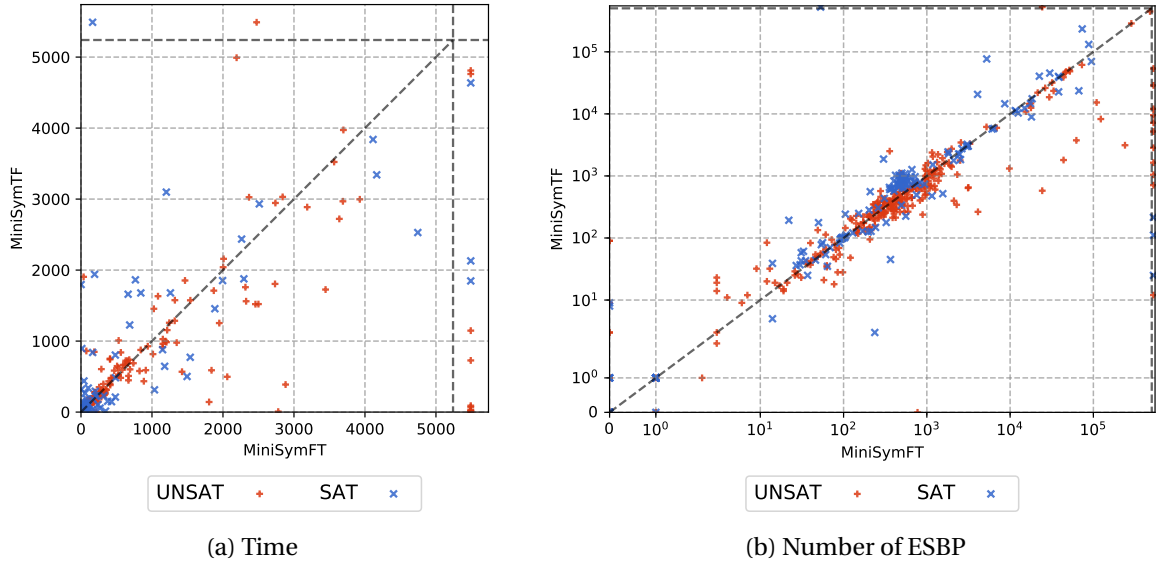 MiniSymTF
5000
4000
3000
2000
1000
0
0 1000 2000 3000 4000 5000
MiniSymFT
UNSAT SAT
(a) Time
MiniSymTF
10^5
10^4
10^3
10^2
10^1
10^0
0
0 10^0 10^1 10^2 10^3 10^4 10^5
MiniSymFT
UNSAT SAT
(b) Number of ESBP